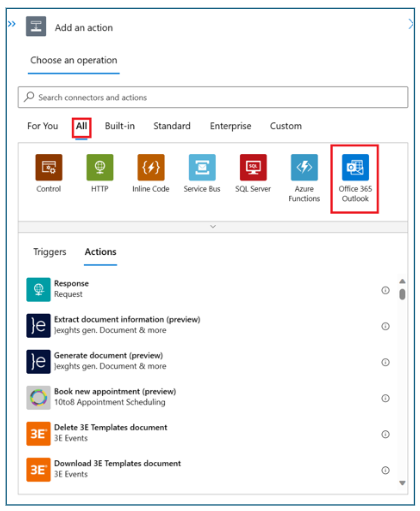 Add an action
Choose an operation
Search connectors and actions
For You All Built-in Standard Enterprise Custom
Control HTTP Inline Code Service Bus SQL Server Azure Functions Office 365 Outlook
Triggers Actions
Response
Request
Extract document information (preview)
Jexghts gen. Document & more
Generate document (preview)
Jexghts gen. Document & more
Book new appointment (preview)
10to8 Appointment Scheduling
Delete 3E Templates document
3E Events
Download 3E Templates document
3E Events